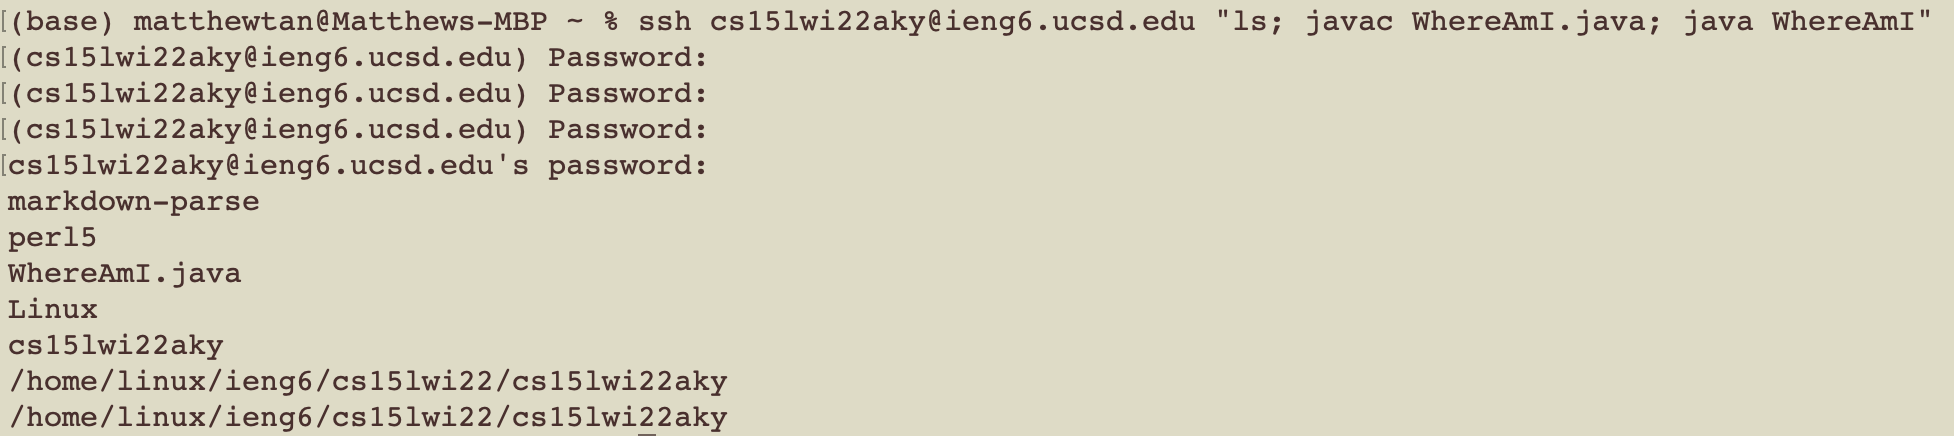 (base) matthewtan@Matthews-MBP ~ % ssh cs15lwi22aky@ieng6.ucsd.edu "ls; javac WhereAmI.java; java WhereAmI"
(cs15lwi22aky@ieng6.ucsd.edu) Password:
(cs15lwi22aky@ieng6.ucsd.edu) Password:
(cs15lwi22aky@ieng6.ucsd.edu) Password:
cs15lwi22aky@ieng6.ucsd.edu's password:
markdown-parse
perl5
WhereAmI.java
Linux
cs15lwi22aky
/home/linux/ieng6/cs15lwi22/cs15lwi22aky
/home/linux/ieng6/cs15lwi22/cs15lwi22aky